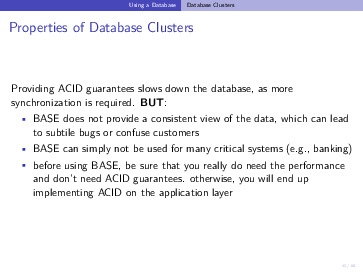 Using a Database Database Clusters
Properties of Database Clusters
Providing ACID guarantees slows down the database, as more
synchronization is required. BUT:
BASE does not provide a consistent view of the data, which can lead
to subtle bugs or confuse customers
BASE can simply not be used for many critical systems (e.g., banking)
before using BASE, be sure that you really do need the performance
and don't need ACID guarantees. otherwise, you will end up
implementing ACID on the application layer